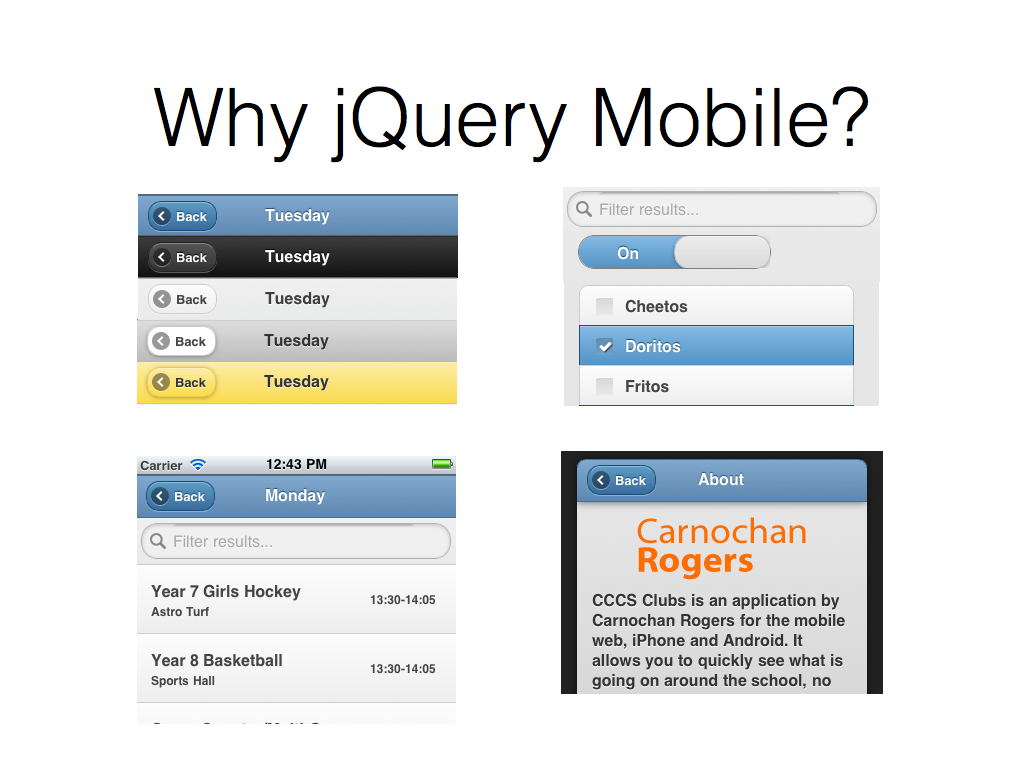 Why jQuery Mobile?
Back Tuesday
Back Tuesday
Back Tuesday
Back Tuesday
Back Tuesday
Filter results...
On
Cheetos
Doritos
Fritos
Carrier 12:43 PM
Back Monday
Filter results...
Year 7 Girls Hockey
Astro Turf
13:30-14:05
Year 8 Basketball
Sports Hall
13:30-14:05
Back About
Carnochan
Rogers
CCCS Clubs is an application by
Carnochan Rogers for the mobile
web, iPhone and Android. It
allows you to quickly see what is
going on around the school, no